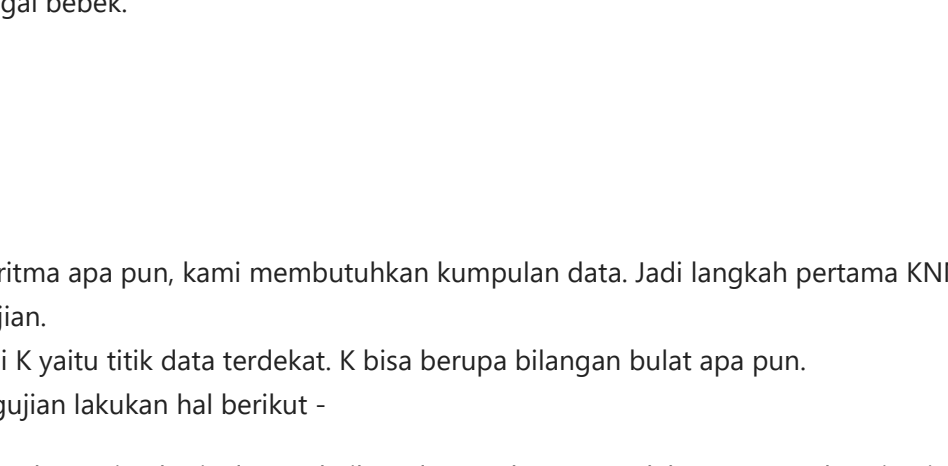 gai bebek.
ritma apa pun, kami membutuhkan kumpulan data. Jadi langkah pertama KNN
jian.
i K yaitu titik data terdekat. K bisa berupa bilangan bulat apa pun.
gujian lakukan hal berikut -